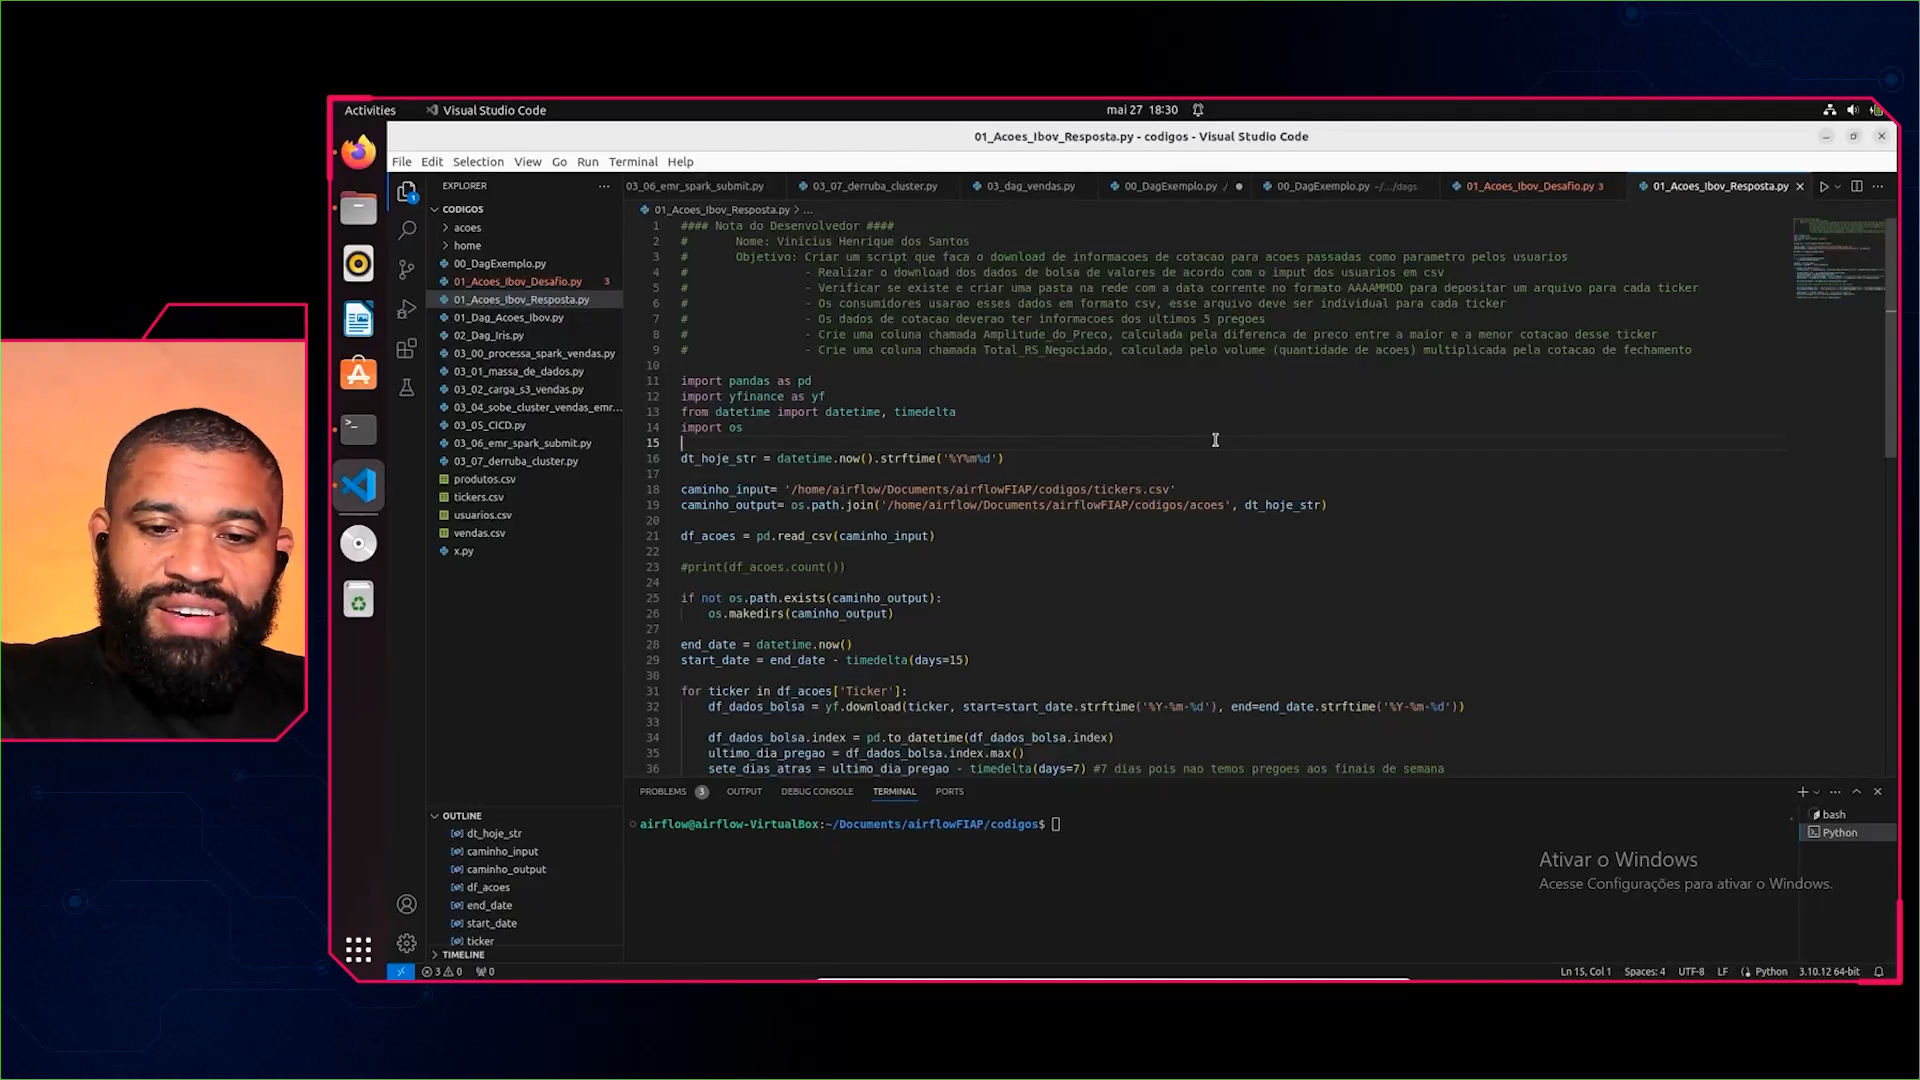 Activities
Visual Studio Code
mai 27 18:30
01_Acoes_Ibov_Resposta.py - codigos - Visual Studio Code
File Edit Selection View Go Run Terminal Help
EXPLORER
03_06_emr_spark_submit.py
03_07_derruba_cluster.py
03_dag_vendas.py
00_DagExemplo.py ./
00_DagExemplo.py ~/.../dags
01_Acoes_Ibov_Desafio.py 3
01_Acoes_Ibov_Resposta.py
CODIGOS
acoes
home
00_DagExemplo.py
01_Acoes_Ibov_Desafio.py 3
01_Acoes_Ibov_Resposta.py
01_Dag_Acoes_Ibov.py
02_Dag_Iris.py
03_00_processa_spark_vendas.py
03_01_massa_de_dados.py
03_02_carga_s3_vendas.py
03_04_sobe_cluster_vendas_emr...
03_05_CICD.py
03_06_emr_spark_submit.py
03_07_derruba_cluster.py
produtos.csv
tickers.csv
usuarios.csv
vendas.csv
x.py
OUTLINE
dt_hoje_str
caminho_input
caminho_output
df_acoes
end_date
start_date
ticker
TIMELINE
01_Acoes_Ibov_Resposta.py > ...
1 #### Nota do Desenvolvedor ####
2 # Nome: Vinicius Henrique dos Santos
3 # Objetivo: Criar um script que faca o download de informacoes de cotacao para acoes passadas como parametro pelos usuarios
4 # - Realizar o download dos dados de bolsa de valores de acordo com o imput dos usuarios em csv
5 # - Verificar se existe e criar uma pasta na rede com a data corrente no formato AAAAMMDD para depositar um arquivo para cada ticker
6 # - Os consumidores usarao esses dados em formato csv, esse arquivo deve ser individual para cada ticker
7 # - Os dados de cotacao deverao ter informacoes dos ultimos 5 pregoes
8 # - Crie uma coluna chamada Amplitude_do_Preco, calculada pela diferenca de preco entre a maior e a menor cotacao desse ticker
9 # - Crie uma coluna chamada Total_RS_Negociado, calculada pelo volume (quantidade de acoes) multiplicada pela cotacao de fechamento
10
11 import pandas as pd
12 import yfinance as yf
13 from datetime import datetime, timedelta
14 import os
15
16 dt_hoje_str = datetime.now().strftime('%Y%m%d')
17
18 caminho_input= '/home/airflow/Documents/airflowFIAP/codigos/tickers.csv'
19 caminho_output= os.path.join('/home/airflow/Documents/airflowFIAP/codigos/acoes', dt_hoje_str)
20
21 df_acoes = pd.read_csv(caminho_input)
22
23 #print(df_acoes.count())
24
25 if not os.path.exists(caminho_output):
26 os.makedirs(caminho_output)
27
28 end_date = datetime.now()
29 start_date = end_date - timedelta(days=15)
30
31 for ticker in df_acoes['Ticker']:
32 df_dados_bolsa = yf.download(ticker, start=start_date.strftime('%Y-%m-%d'), end=end_date.strftime('%Y-%m-%d'))
33
34 df_dados_bolsa.index = pd.to_datetime(df_dados_bolsa.index)
35 ultimo_dia_pregao = df_dados_bolsa.index.max()
36 sete_dias_atras = ultimo_dia_pregao - timedelta(days=7) #7 dias pois nao temos pregoes aos finais de semana
PROBLEMS 3 OUTPUT DEBUG CONSOLE TERMINAL PORTS
airflow@airflow-VirtualBox:~/Documents/airflowFIAP/codigos$
bash
Python
Ativar o Windows
Acesse Configurações para ativar o Windows.
3 0 0
Ln 15, Col 1 Spaces: 4 UTF-8 LF Python 3.10.12 64-bit